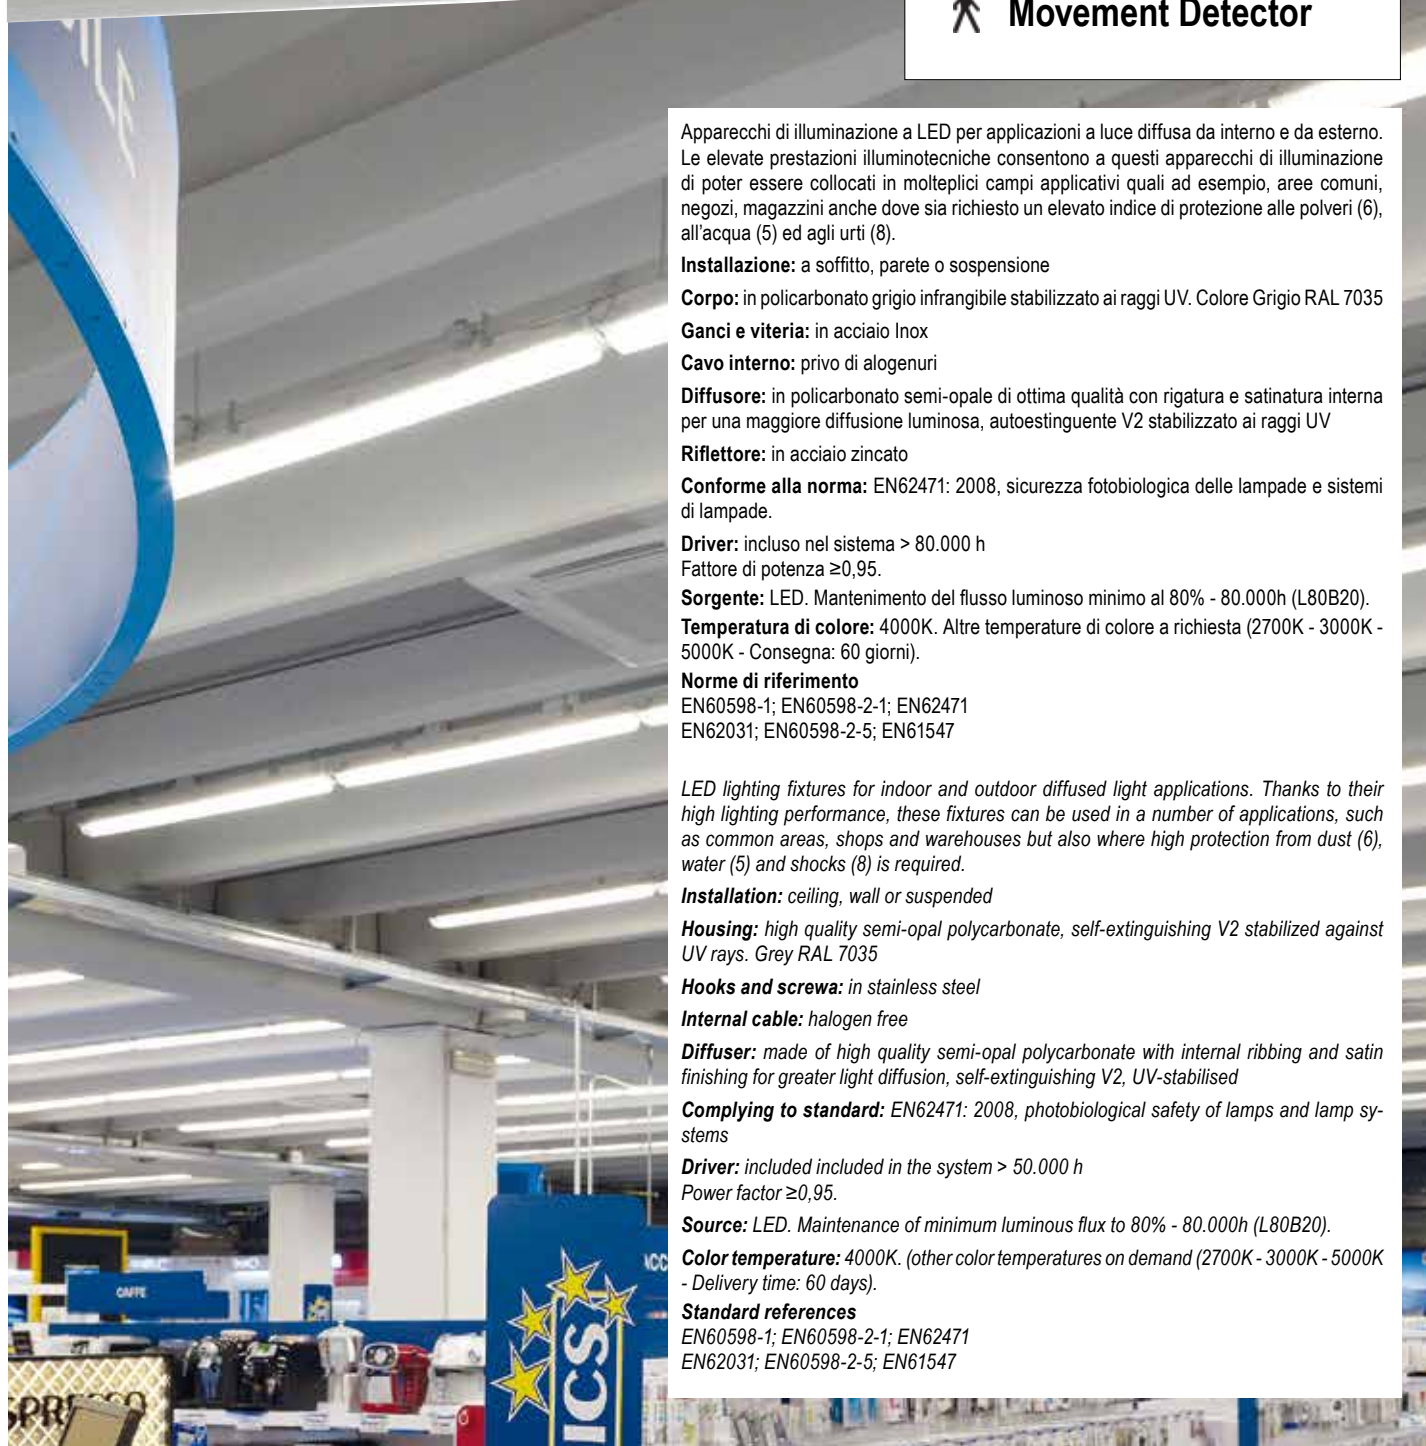 Movement Detector
Apparecchi di illuminazione a LED per applicazioni a luce diffusa da interno e da esterno.
Le elevate prestazioni illuminotecniche consentono a questi apparecchi di illuminazione
di poter essere collocati in molteplici campi applicativi quali ad esempio, aree comuni,
negozi, magazzini anche dove sia richiesto un elevato indice di protezione alle polveri (6),
all'acqua (5) ed agli urti (8).
Installazione: a soffitto, parete o sospensione
Corpo: in policarbonato grigio infrangibile stabilizzato ai raggi UV. Colore Grigio RAL 7035
Ganci e viteria: in acciaio Inox
Cavo interno: privo di alogenuri
Diffusore: in policarbonato semi-opale di ottima qualità con rigatura e satinatura interna
per una maggiore diffusione luminosa, autoestinguente V2 stabilizzato ai raggi UV
Riflettore: in acciaio zincato
Conforme alla norma: EN62471: 2008, sicurezza fotobiologica delle lampade e sistemi
di lampade.
Driver: incluso nel sistema > 80.000 h
Fattore di potenza ≥0,95.
Sorgente: LED. Mantenimento del flusso luminoso minimo al 80% - 80.000h (L80B20).
Temperatura di colore: 4000K. Altre temperature di colore a richiesta (2700K - 3000K -
5000K - Consegna: 60 giorni).
Norme di riferimento
EN60598-1; EN60598-2-1; EN62471
EN62031; EN60598-2-5; EN61547
LED lighting fixtures for indoor and outdoor diffused light applications. Thanks to their
high lighting performance, these fixtures can be used in a number of applications, such
as common areas, shops and warehouses but also where high protection from dust (6),
water (5) and shocks (8) is required.
Installation: ceiling, wall or suspended
Housing: high quality semi-opal polycarbonate, self-extinguishing V2 stabilized against
UV rays. Grey RAL 7035
Hooks and screwa: in stainless steel
Internal cable: halogen free
Diffuser: made of high quality semi-opal polycarbonate with internal ribbing and satin
finishing for greater light diffusion, self-extinguishing V2, UV-stabilised
Complying to standard: EN62471: 2008, photobiological safety of lamps and lamp sy-
stems
Driver: included included in the system > 50.000 h
Power factor ≥0,95.
Source: LED. Maintenance of minimum luminous flux to 80% - 80.000h (L80B20).
Color temperature: 4000K. (other color temperatures on demand (2700K - 3000K - 5000K
- Delivery time: 60 days).
Standard references
EN60598-1; EN60598-2-1; EN62471
EN62031; EN60598-2-5; EN61547
CAFFE
ICS